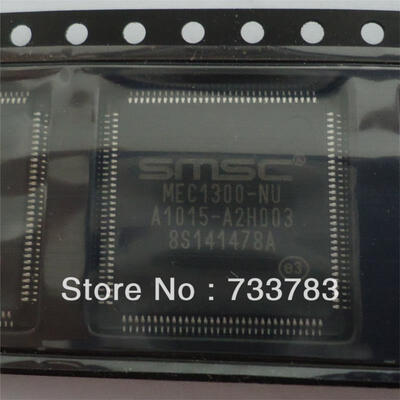 SMSC®
MEC1300-NU
A1015-A2H003
8S141478A
e3
Store No : 733783